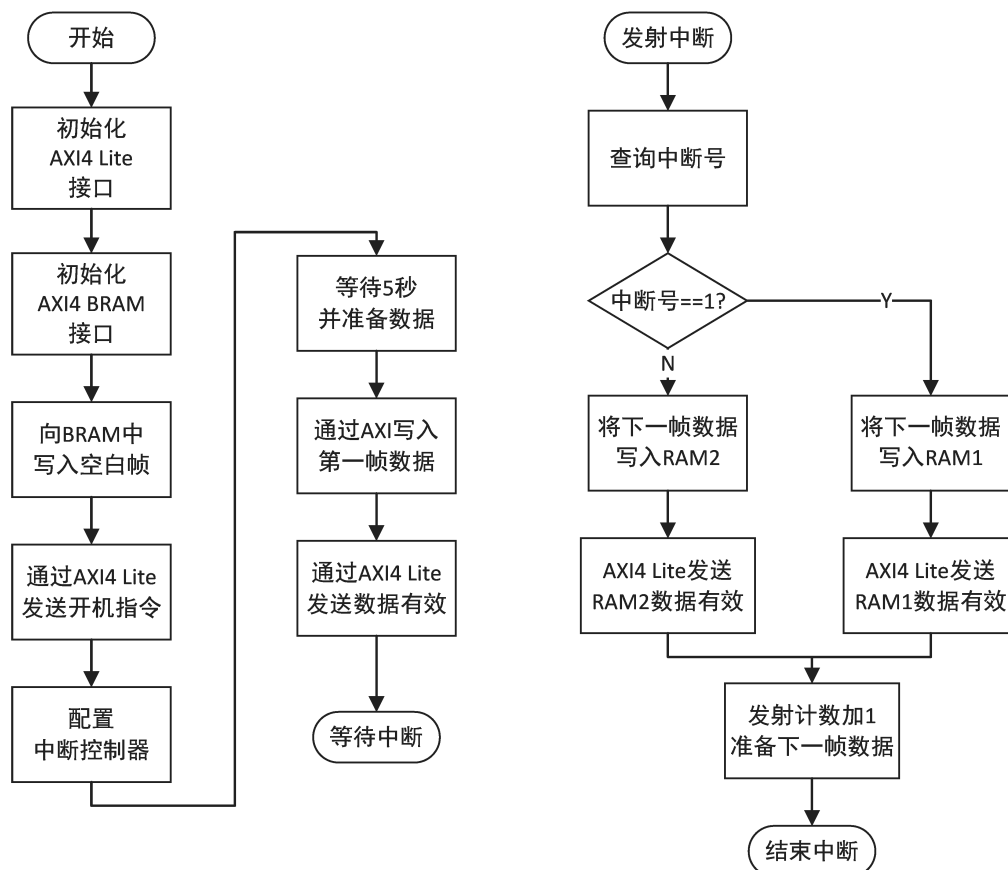 开始
初始化
AXI4 Lite
接口
初始化
AXI4 BRAM
接口
向BRAM中
写入空白帧
通过AXI4 Lite
发送开机指令
配置
中断控制器
等待5秒
并准备数据
通过AXI写入
第一帧数据
通过AXI4 Lite
发送数据有效
等待中断
发射中断
查询中断号
中断号==1?
Y
N
将下一帧数据
写入RAM2
将下一帧数据
写入RAM1
AXI4 Lite发送
RAM2数据有效
AXI4 Lite发送
RAM1数据有效
发射计数加1
准备下一帧数据
结束中断